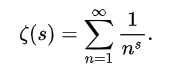 ζ(s) = ∑_{n=1}^{∞} 1/n^s.